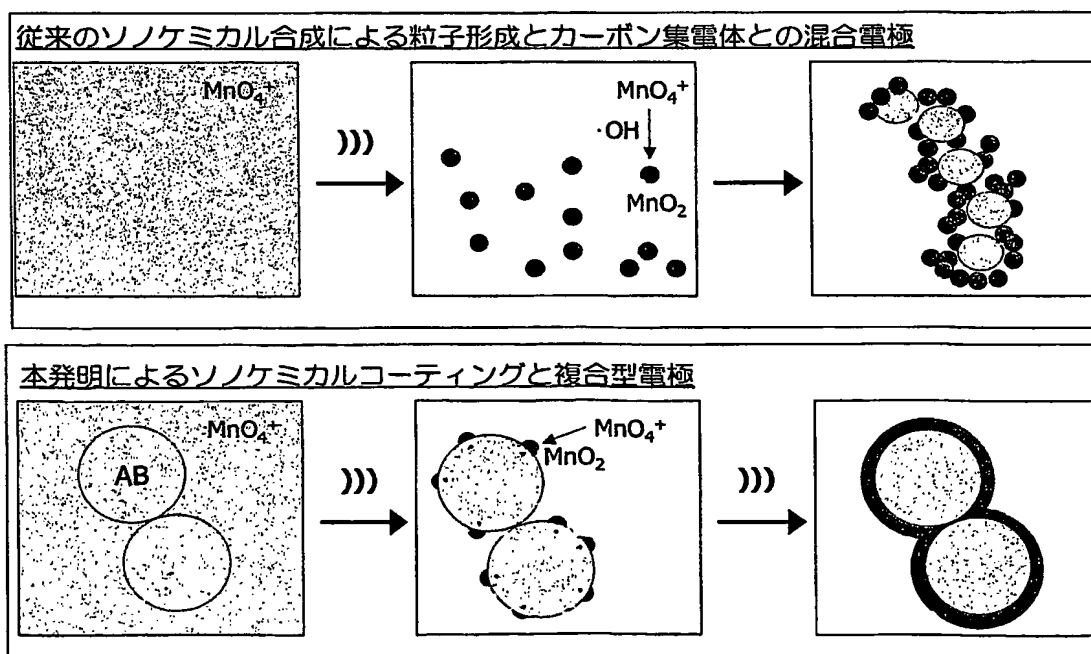 従来のソノケミカル合成による粒子形成とカーボン集電体との混合電極
MnO₄⁺
)))
MnO₄⁺
·OH
MnO₂
本発明によるソノケミカルコーティングと複合型電極
MnO₄⁺
AB
)))
MnO₄⁺
MnO₂
)))